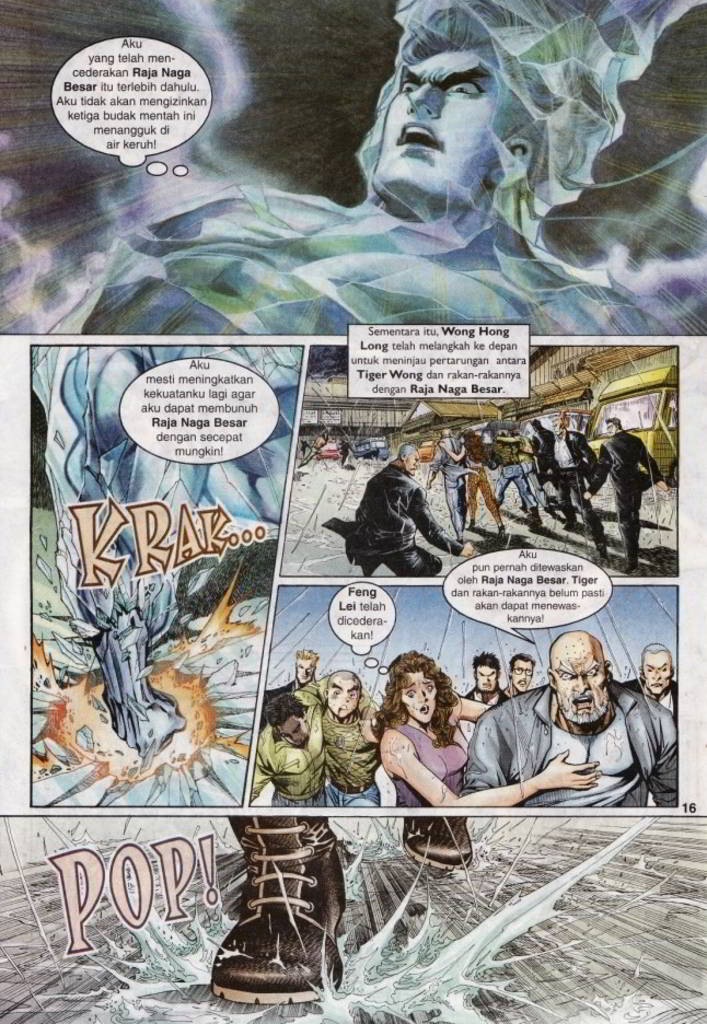 Aku
yang telah men-
cederakan Raja Naga
Besar itu terlebih dahulu.
Aku tidak akan mengizinkan
ketiga budak mentah ini
menangguk di
air keruh!
Sementara itu, Wong Hong
Long telah melangkah ke depan
untuk meninjau pertarungan antara
Tiger Wong dan rakan-rakannya
dengan Raja Naga Besar.
Aku
mesti meningkatkan
kekuatanku lagi agar
aku dapat membunuh
Raja Naga Besar
dengan secepat
mungkin!
KRAK...
Aku
pun pernah ditewaskan
oleh Raja Naga Besar. Tiger
dan rakan-rakannya belum pasti
akan dapat menewas-
kannya!
Feng
Lei telah
dicedera-
kan!
16
POP!